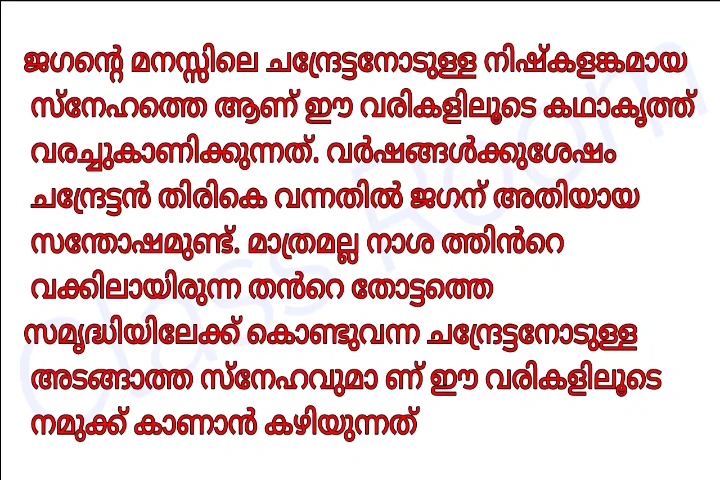 ജഗന്റെ മനസ്സിലെ ചന്ദ്രേട്ടനോടുള്ള നിഷ്കളങ്കമായ
സ്നേഹത്തെ ആണ് ഈ വരികളിലൂടെ കഥാകൃത്ത്
വരച്ചുകാണിക്കുന്നത്. വർഷങ്ങൾക്കുശേഷം
ചന്ദ്രേട്ടൻ തിരികെ വന്നതിൽ ജഗന് അതിയായ
സന്തോഷമുണ്ട്. മാത്രമല്ല നാശ ത്തിൻറെ
വക്കിലായിരുന്ന തൻറെ തോട്ടത്തെ
സമൃദ്ധിയിലേക്ക് കൊണ്ടുവന്ന ചന്ദ്രേട്ടനോടുള്ള
അടങ്ങാത്ത സ്നേഹവുമാ ണ് ഈ വരികളിലൂടെ
നമുക്ക് കാണാൻ കഴിയുന്നത്
Class Room